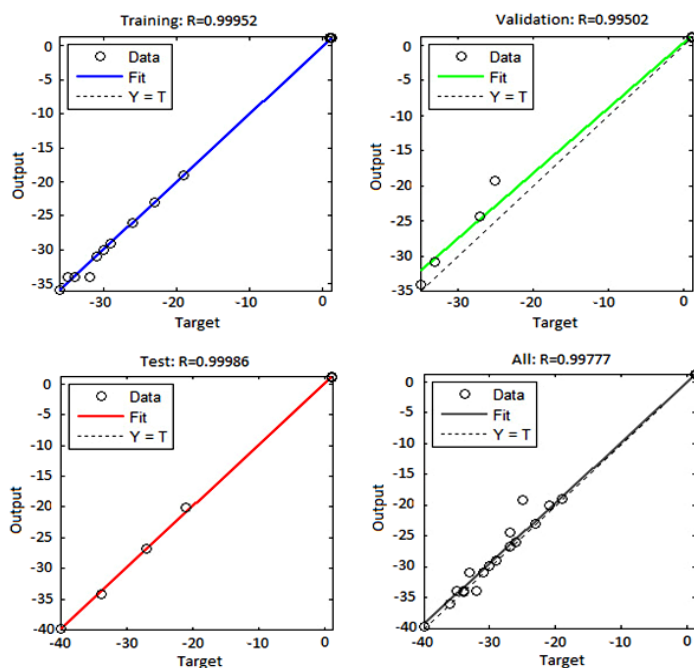 Training: R=0.99952
Data
Fit
Y = T
0
-5
-10
-15
-20
-25
-30
-35
Output
-30
-20
-10
0
Target
Validation: R=0.99502
Data
Fit
Y = T
0
-5
-10
-15
-20
-25
-30
-35
Output
-30
-20
-10
0
Target
Test: R=0.99986
Data
Fit
Y = T
0
-5
-10
-15
-20
-25
-30
-35
-40
Output
-40
-30
-20
-10
0
Target
All: R=0.99777
Data
Fit
Y = T
0
-5
-10
-15
-20
-25
-30
-35
-40
Output
-40
-30
-20
-10
0
Target